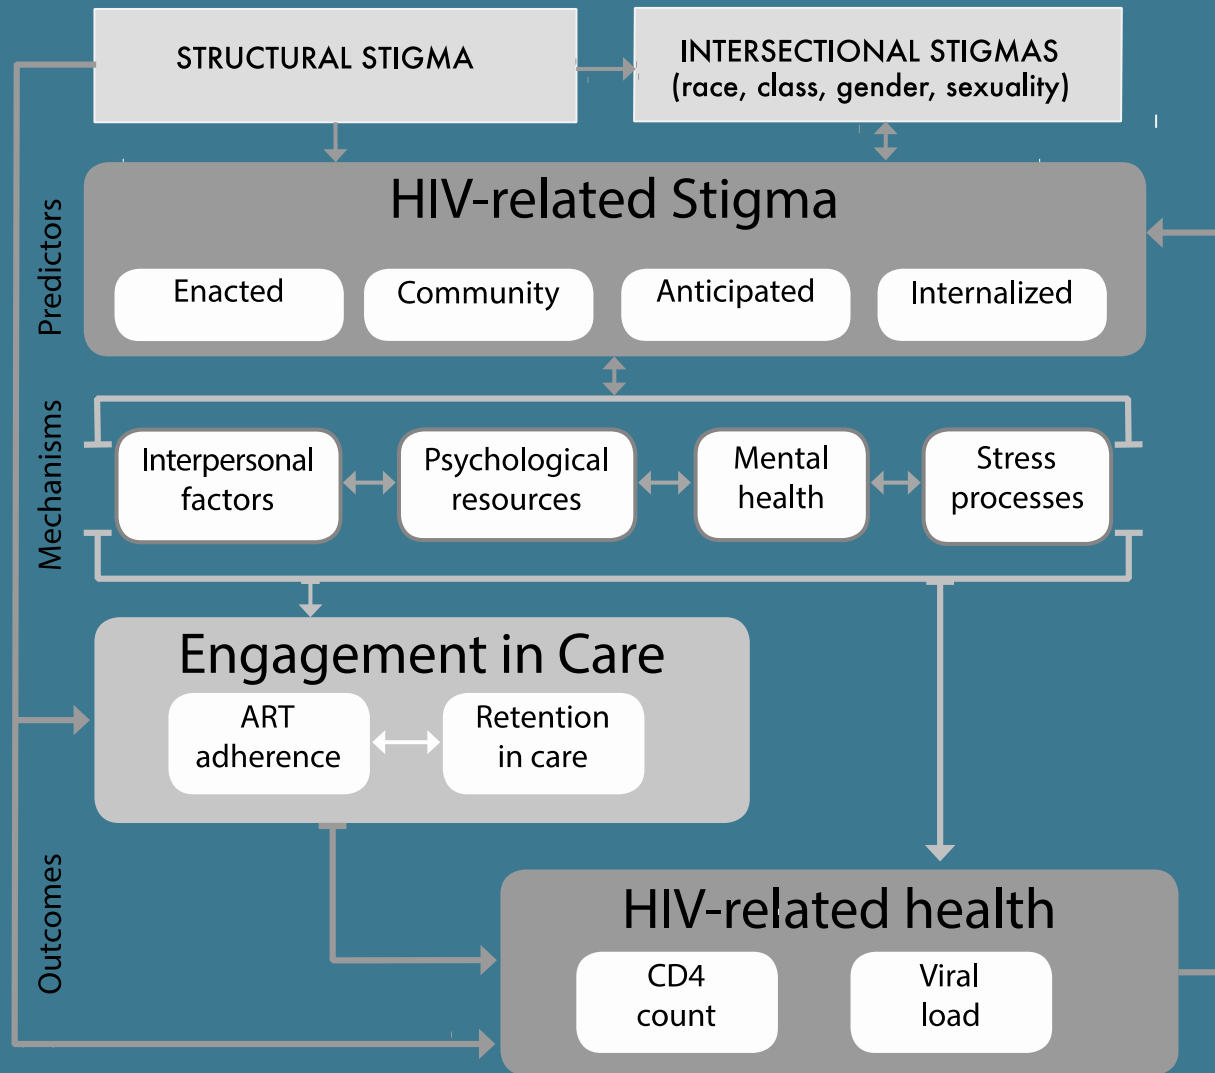 STRUCTURAL STIGMA
INTERSECTIONAL STIGMAS
(race, class, gender, sexuality)
Predictors
HIV-related Stigma
Enacted
Community
Anticipated
Internalized
Mechanisms
Interpersonal
factors
Psychological
resources
Mental
health
Stress
processes
Outcomes
Engagement in Care
ART
adherence
Retention
in care
HIV-related health
CD4
count
Viral
load